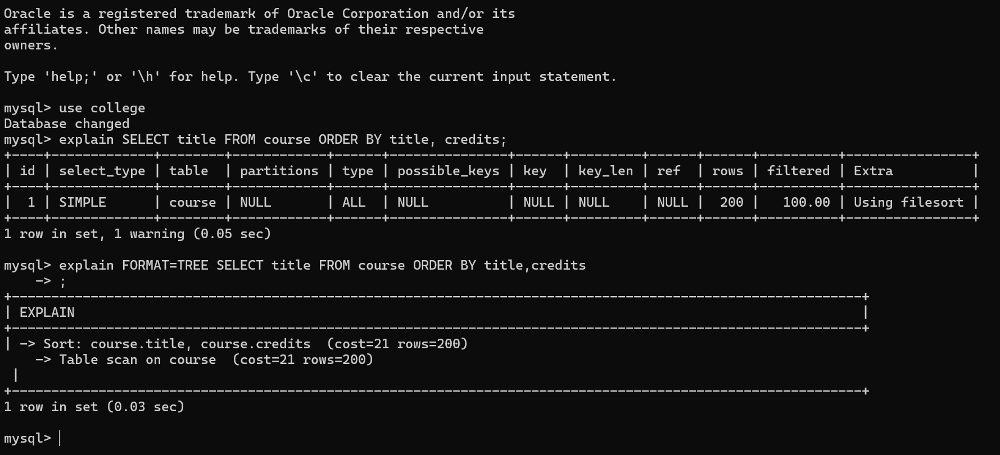 Oracle is a registered trademark of Oracle Corporation and/or its
affiliates. Other names may be trademarks of their respective
owners.

Type 'help;' or '\h' for help. Type '\c' to clear the current input statement.

mysql> use college
Database changed
mysql> explain SELECT title FROM course ORDER BY title, credits;
+----+-------------+--------+------------+------+---------------+------+---------+------+------+----------+----------------+
| id | select_type | table  | partitions | type | possible_keys | key  | key_len | ref  | rows | filtered | Extra          |
+----+-------------+--------+------------+------+---------------+------+---------+------+------+----------+----------------+
|  1 | SIMPLE      | course | NULL       | ALL  | NULL          | NULL | NULL    | NULL |  200 |   100.00 | Using filesort |
+----+-------------+--------+------------+------+---------------+------+---------+------+------+----------+----------------+
1 row in set, 1 warning (0.05 sec)

mysql> explain FORMAT=TREE SELECT title FROM course ORDER BY title,credits
    -> ;
+------------------------------------------------------------------------------------------------------------+
| EXPLAIN                                                                                                    |
+------------------------------------------------------------------------------------------------------------+
| -> Sort: course.title, course.credits  (cost=21 rows=200)
    -> Table scan on course  (cost=21 rows=200)
 |
+------------------------------------------------------------------------------------------------------------+
1 row in set (0.03 sec)

mysql>